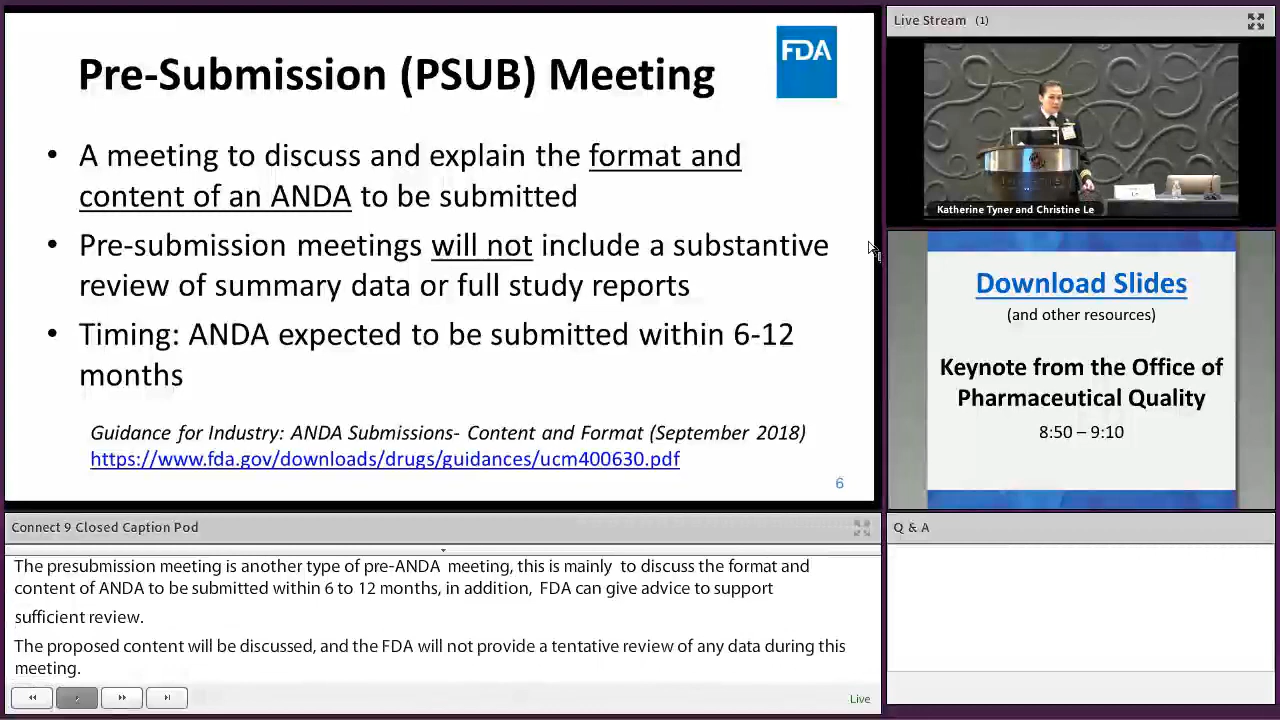 Pre-Submission (PSUB) Meeting
FDA
• A meeting to discuss and explain the format and
content of an ANDA to be submitted
• Pre-submission meetings will not include a substantive
review of summary data or full study reports
• Timing: ANDA expected to be submitted within 6-12
months
Guidance for Industry: ANDA Submissions- Content and Format (September 2018)
https://www.fda.gov/downloads/drugs/guidances/ucm400630.pdf
6
Live Stream (1)
Katherine Tyner and Christine Le
Download Slides
(and other resources)
Keynote from the Office of
Pharmaceutical Quality
8:50 – 9:10
Connect 9 Closed Caption Pod
The presubmission meeting is another type of pre-ANDA meeting, this is mainly to discuss the format and
content of ANDA to be submitted within 6 to 12 months, in addition, FDA can give advice to support
sufficient review.
The proposed content will be discussed, and the FDA will not provide a tentative review of any data during this
meeting.
Live
Q & A